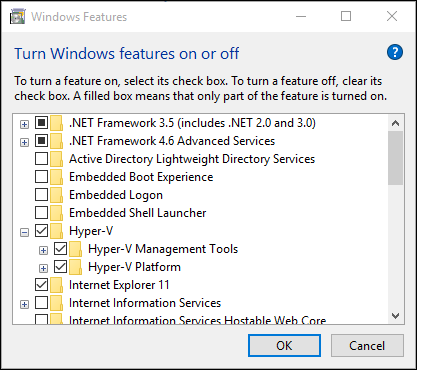 Windows Features
Turn Windows features on or off
To turn a feature on, select its check box. To turn a feature off, clear its
check box. A filled box means that only part of the feature is turned on.
.NET Framework 3.5 (includes .NET 2.0 and 3.0)
.NET Framework 4.6 Advanced Services
Active Directory Lightweight Directory Services
Embedded Boot Experience
Embedded Logon
Embedded Shell Launcher
Hyper-V
Hyper-V Management Tools
Hyper-V Platform
Internet Explorer 11
Internet Information Services
Internet Information Services Hostable Web Core
OK Cancel